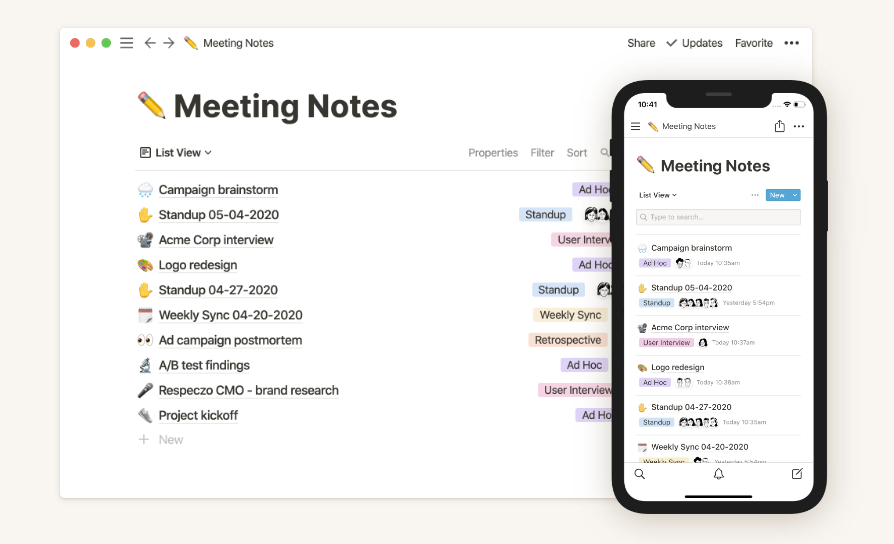 Meeting Notes
Share Updates Favorite
Meeting Notes
List View
Properties Filter Sort
Campaign brainstorm Ad Hoc
Standup 05-04-2020 Standup
Acme Corp interview User Interv
Logo redesign Ad Hoc
Standup 04-27-2020 Standup
Weekly Sync 04-20-2020 Weekly Sync
Ad campaign postmortem Retrospective
A/B test findings Ad Hoc
Respeczo CMO - brand research User Interview
Project kickoff Ad Ho
New
10:41
Meeting Notes
Meeting Notes
List View New
Type to search...
Campaign brainstorm
Ad Hoc Today 10:35am
Standup 05-04-2020
Standup Yesterday 5:54pm
Acme Corp interview
User Interview Today 10:37am
Logo redesign
Ad Hoc Today 10:38am
Standup 04-27-2020
Standup Today 10:35am
Weekly Sync 04-20-2020
Weekly Sync Yesterday 5:54pm